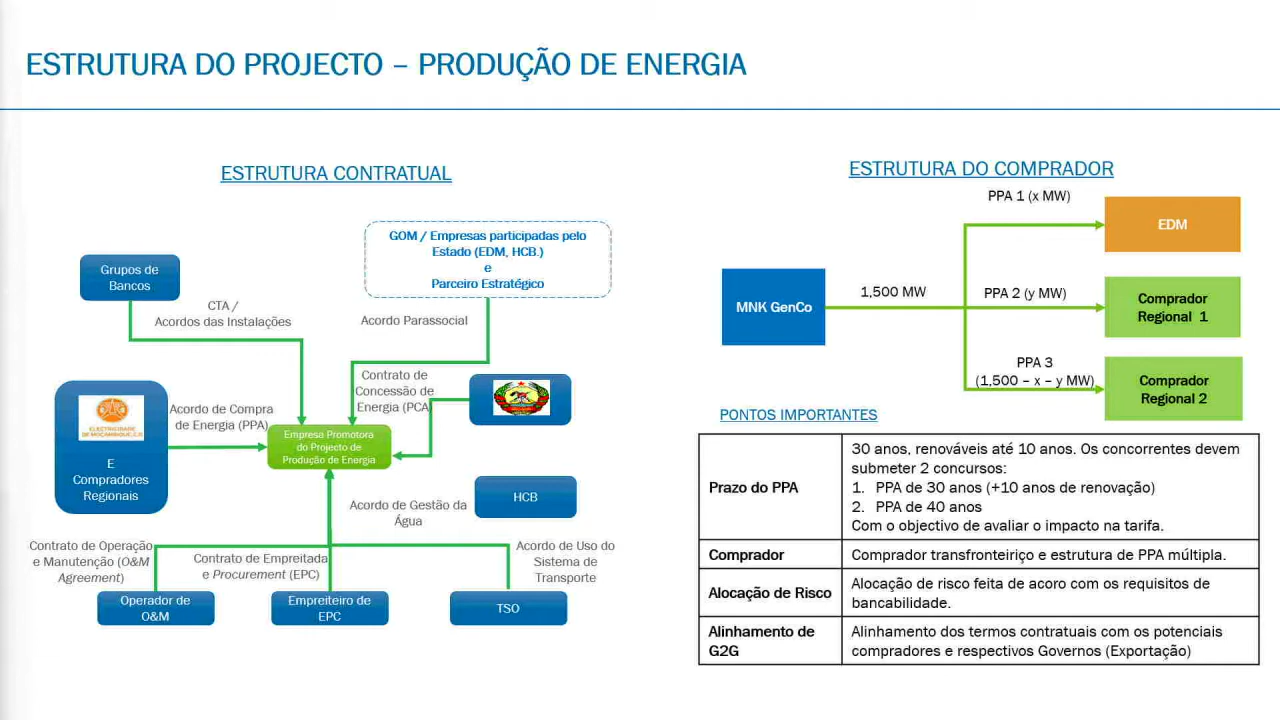 ESTRUTURA DO PROJECTO – PRODUÇÃO DE ENERGIA
ESTRUTURA CONTRATUAL
GOM / Empresas participadas pelo
Estado (EDM, HCB.)
e
Parceiro Estratégico
Grupos de
Bancos
CTA /
Acordos das Instalações
Acordo Parassocial
Contrato de
Concessão de
Energia (PCA)
ELECTRICIDADE
DE MOÇAMBIQUE, E.P.
E
Compradores
Regionais
Acordo de Compra
de Energia (PPA)
Empresa Promotora
do Projecto de
Produção de Energia
HCB
Acordo de Gestão da
Água
Contrato de Operação
e Manutenção (O&M
Agreement)
Contrato de Empreitada
e Procurement (EPC)
Acordo de Uso do
Sistema de
Transporte
Operador de
O&M
Empreiteiro de
EPC
TSO
ESTRUTURA DO COMPRADOR
PPA 1 (x MW)
EDM
MNK GenCo
1,500 MW
PPA 2 (y MW)
Comprador
Regional 1
PPA 3
(1,500 – x – y MW)
Comprador
Regional 2
PONTOS IMPORTANTES
Prazo do PPA
30 anos, renováveis até 10 anos. Os concorrentes devem
submeter 2 concursos:
1. PPA de 30 anos (+10 anos de renovação)
2. PPA de 40 anos
Com o objectivo de avaliar o impacto na tarifa.
Comprador
Comprador transfronteiriço e estrutura de PPA múltipla.
Alocação de Risco
Alocação de risco feita de acoro com os requisitos de
bancabilidade.
Alinhamento de
G2G
Alinhamento dos termos contratuais com os potenciais
compradores e respectivos Governos (Exportação)